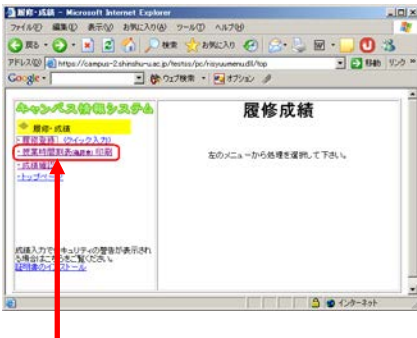 履修・成績 - Microsoft Internet Explorer
ファイル(F) 編集(E) 表示(V) お気に入り(A) ツール(T) ヘルプ(H)
戻る 検索 お気に入り
アドレス(D) https://campus-2.shinshu-u.ac.jp/testss/pc/risyuumenu.dll/top 移動 リンク
Google ウェブ検索 オプション
キャンパス情報システム
履修・成績
・履修登録 (クイック入力)
・授業時間割表 印刷
・成績確認
・トップページ
成績入力でセキュリティの警告が表示され
る場合はこちらをご覧ください。
証明書のインストール
履修成績
左のメニューから処理を選択して下さい。
インターネット